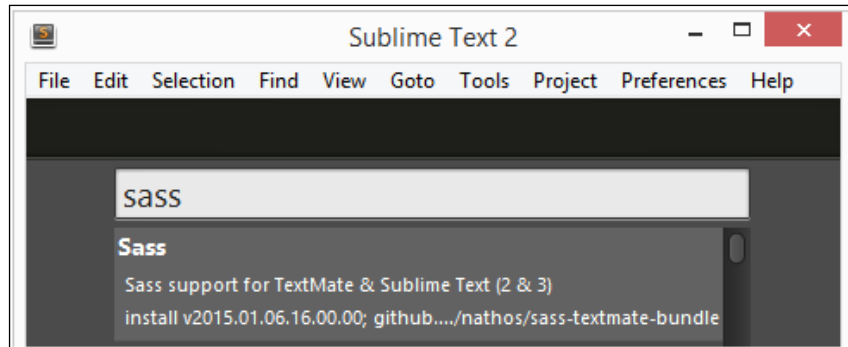 Sublime Text 2
File Edit Selection Find View Goto Tools Project Preferences Help
sass
Sass
Sass support for TextMate & Sublime Text (2 & 3)
install v2015.01.06.16.00.00; github..../nathos/sass-textmate-bundle